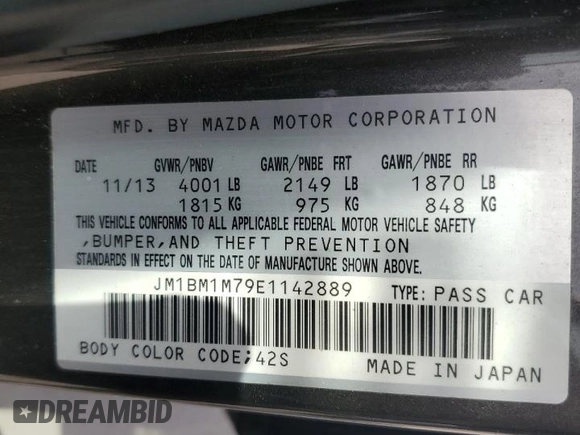 MFD. BY MAZDA MOTOR CORPORATION
DATE GVWR/PNBV GAWR/PNBE FRT GAWR/PNBE RR
11/13 4001 LB 2149 LB 1870 LB
1815 KG 975 KG 848 KG
THIS VEHICLE CONFORMS TO ALL APPLICABLE FEDERAL MOTOR VEHICLE SAFETY
,BUMPER,AND THEFT PREVENTION
STANDARDS IN EFFECT ON THE DATE OF MANUFACTURE SHOWN ABOVE.
JM1BM1M79E1142889 TYPE: PASS CAR
BODY COLOR CODE;42S
MADE IN JAPAN
DREAMBID